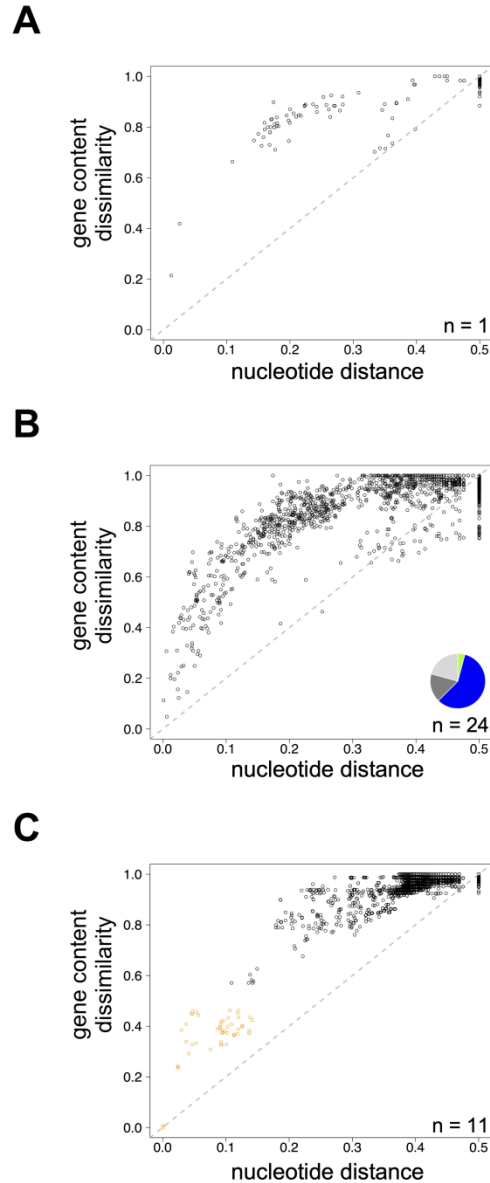 A
gene content
dissimilarity
1.0
0.8
0.6
0.4
0.2
0.0
n = 1
0.0 0.1 0.2 0.3 0.4 0.5
nucleotide distance
B
gene content
dissimilarity
1.0
0.8
0.6
0.4
0.2
0.0
n = 24
0.0 0.1 0.2 0.3 0.4 0.5
nucleotide distance
C
gene content
dissimilarity
1.0
0.8
0.6
0.4
0.2
0.0
n = 11
0.0 0.1 0.2 0.3 0.4 0.5
nucleotide distance